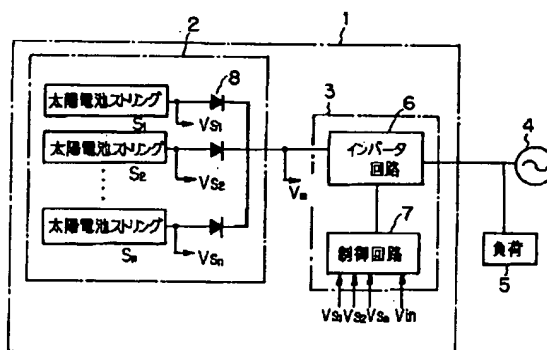 1
2
太陽電池ストリング
S1
VS1
8
太陽電池ストリング
S2
VS2
太陽電池ストリング
Sn
VSn
3
6
インバータ
回路
7
制御回路
VS1 VS2 VSn Vin
4
負荷
5